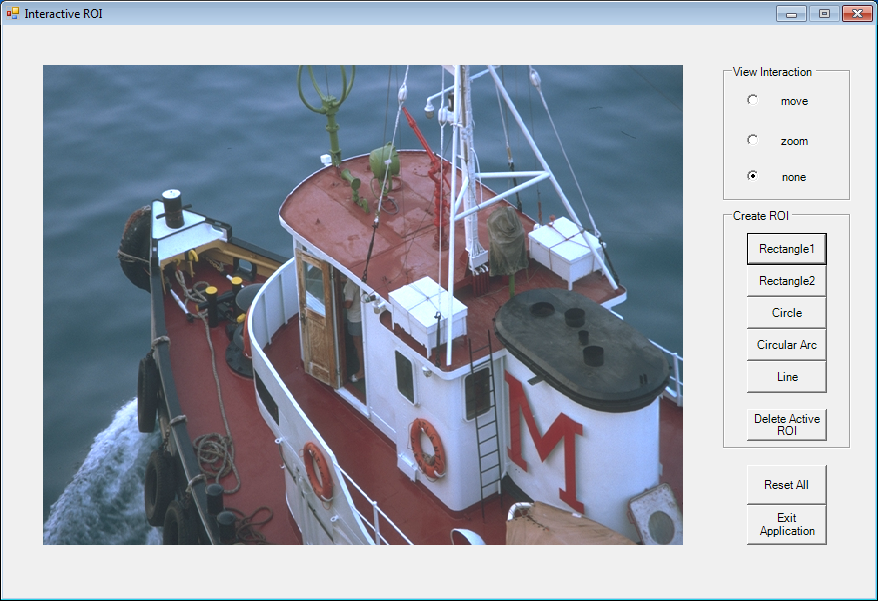 Interactive ROI
View Interaction
move
zoom
none
Create ROI
Rectangle1
Rectangle2
Circle
Circular Arc
Line
Delete Active
ROI
Reset All
Exit
Application
M